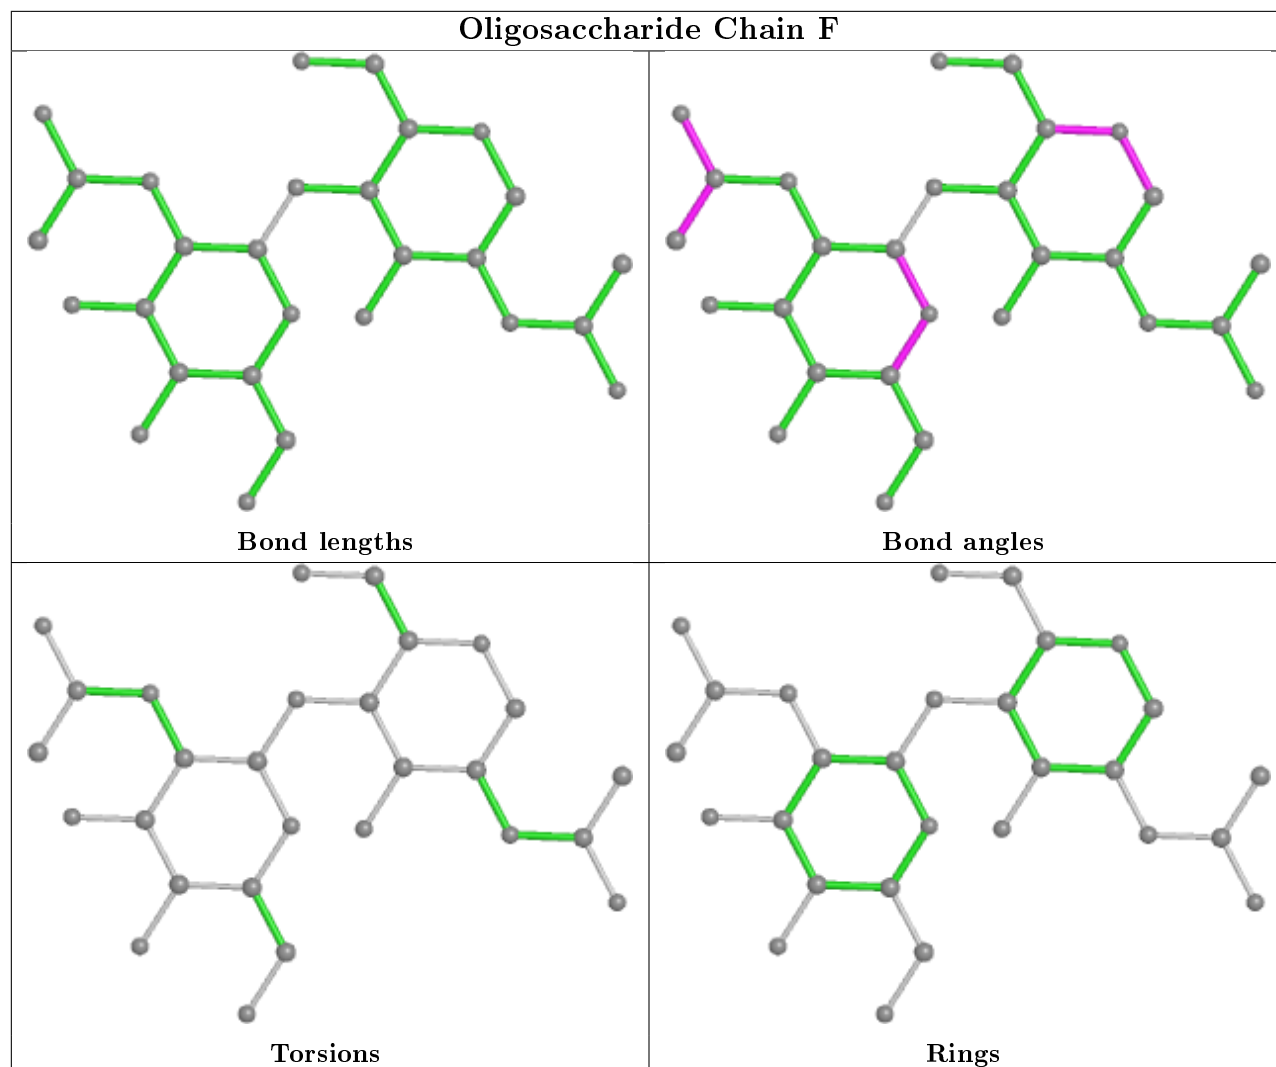 Oligosaccharide Chain F
Bond lengths
Bond angles
Torsions
Rings